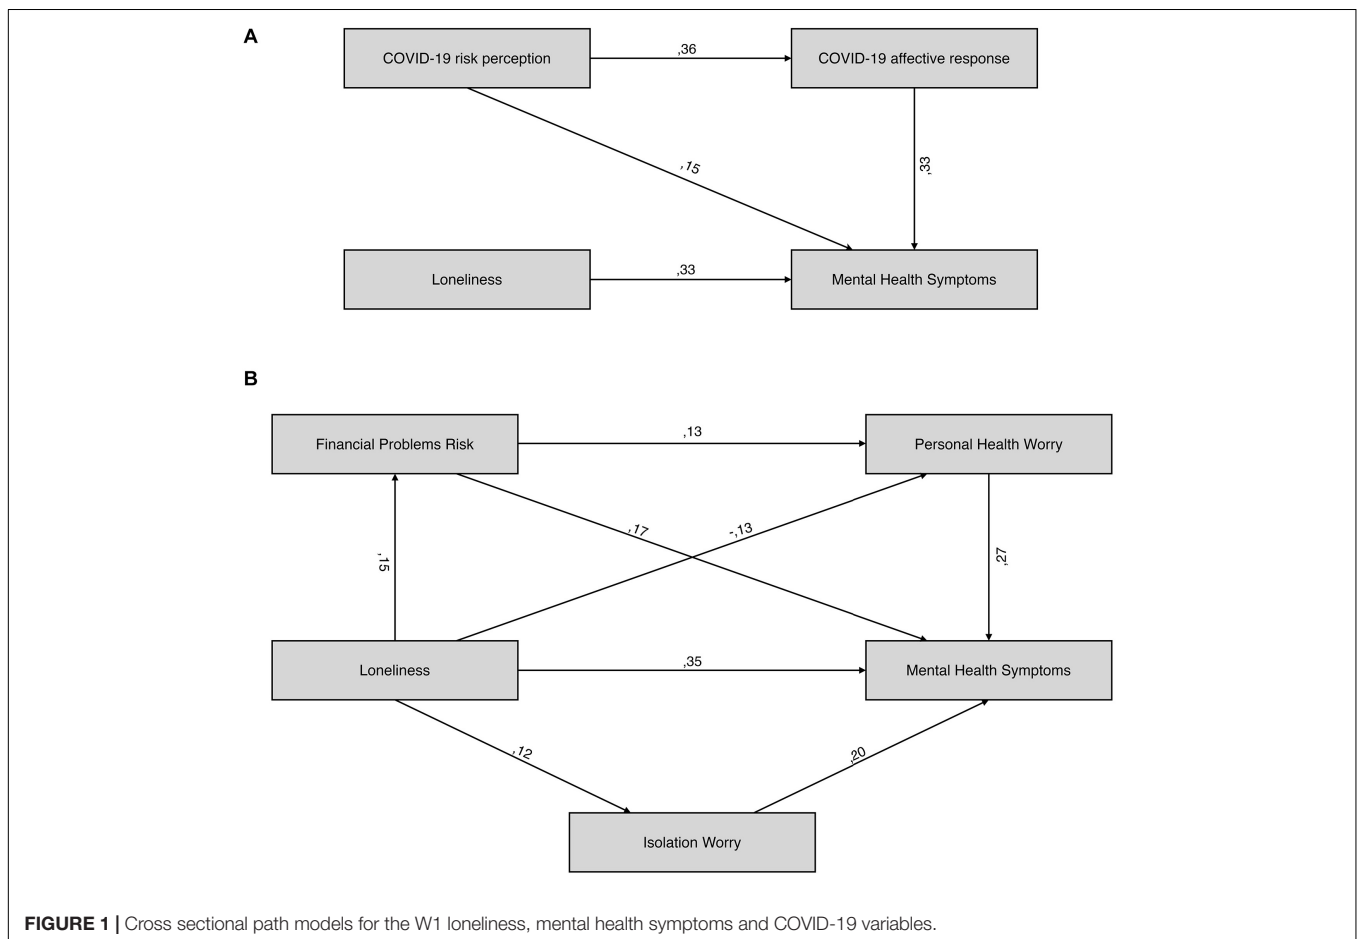 A
COVID-19 risk perception
,36
COVID-19 affective response
,15
,33
Loneliness
,33
Mental Health Symptoms
B
Financial Problems Risk
,13
Personal Health Worry
,17
-,13
,15
,27
Loneliness
,35
Mental Health Symptoms
,12
,20
Isolation Worry
FIGURE 1 | Cross sectional path models for the W1 loneliness, mental health symptoms and COVID-19 variables.